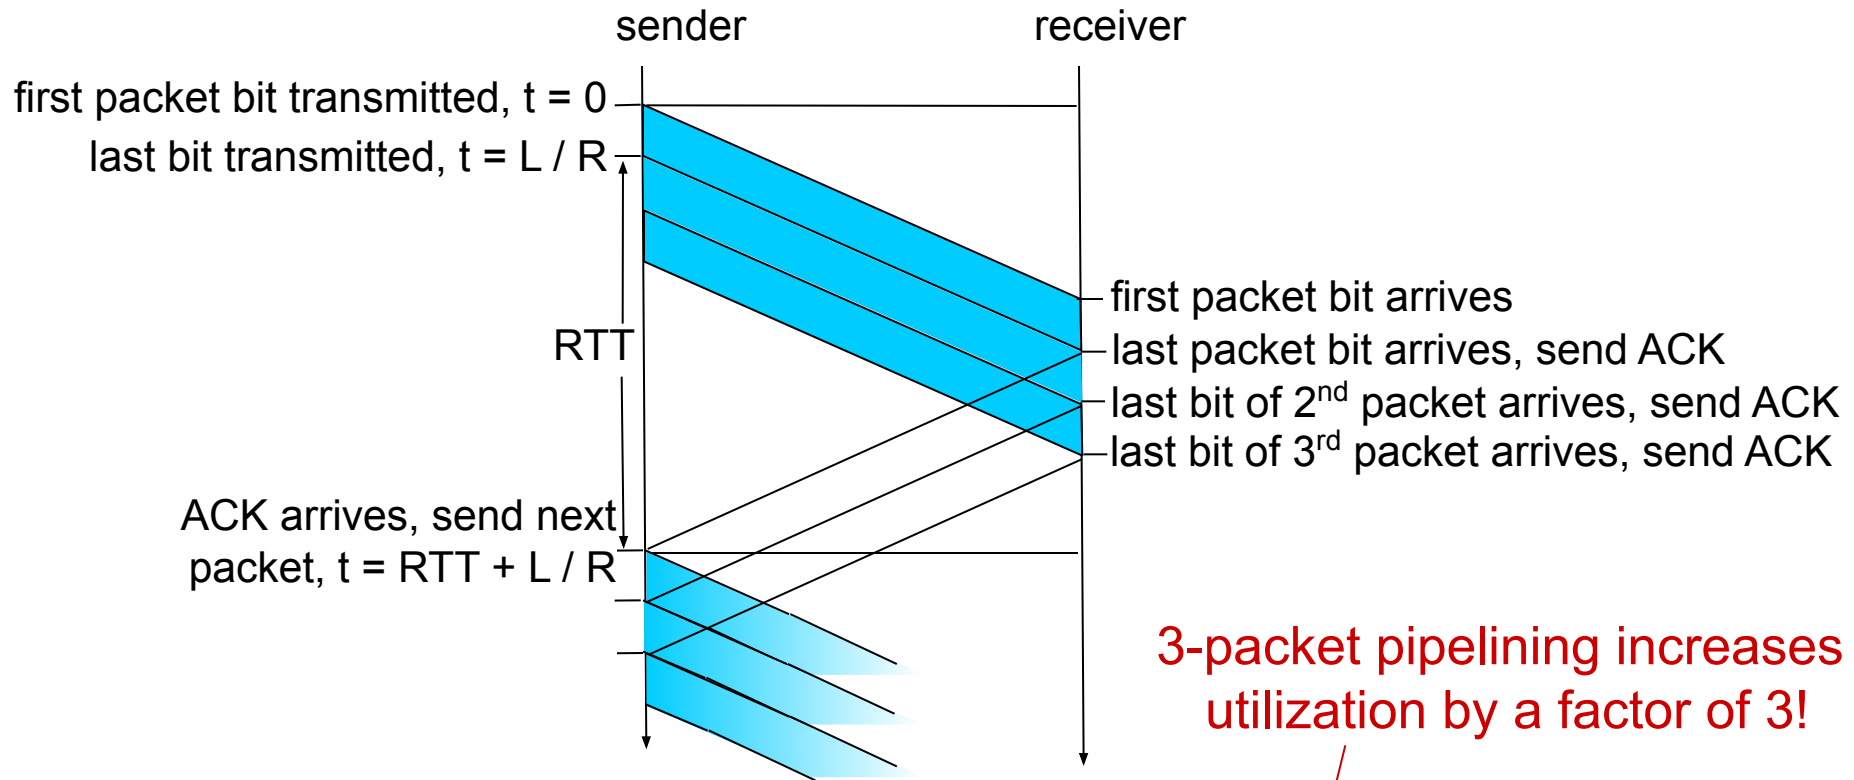 sender
receiver
first packet bit transmitted, t = 0
last bit transmitted, t = L / R
first packet bit arrives
RTT
last packet bit arrives, send ACK
last bit of 2nd packet arrives, send ACK
last bit of 3rd packet arrives, send ACK
ACK arrives, send next
packet, t = RTT + L / R
3-packet pipelining increases
utilization by a factor of 3!